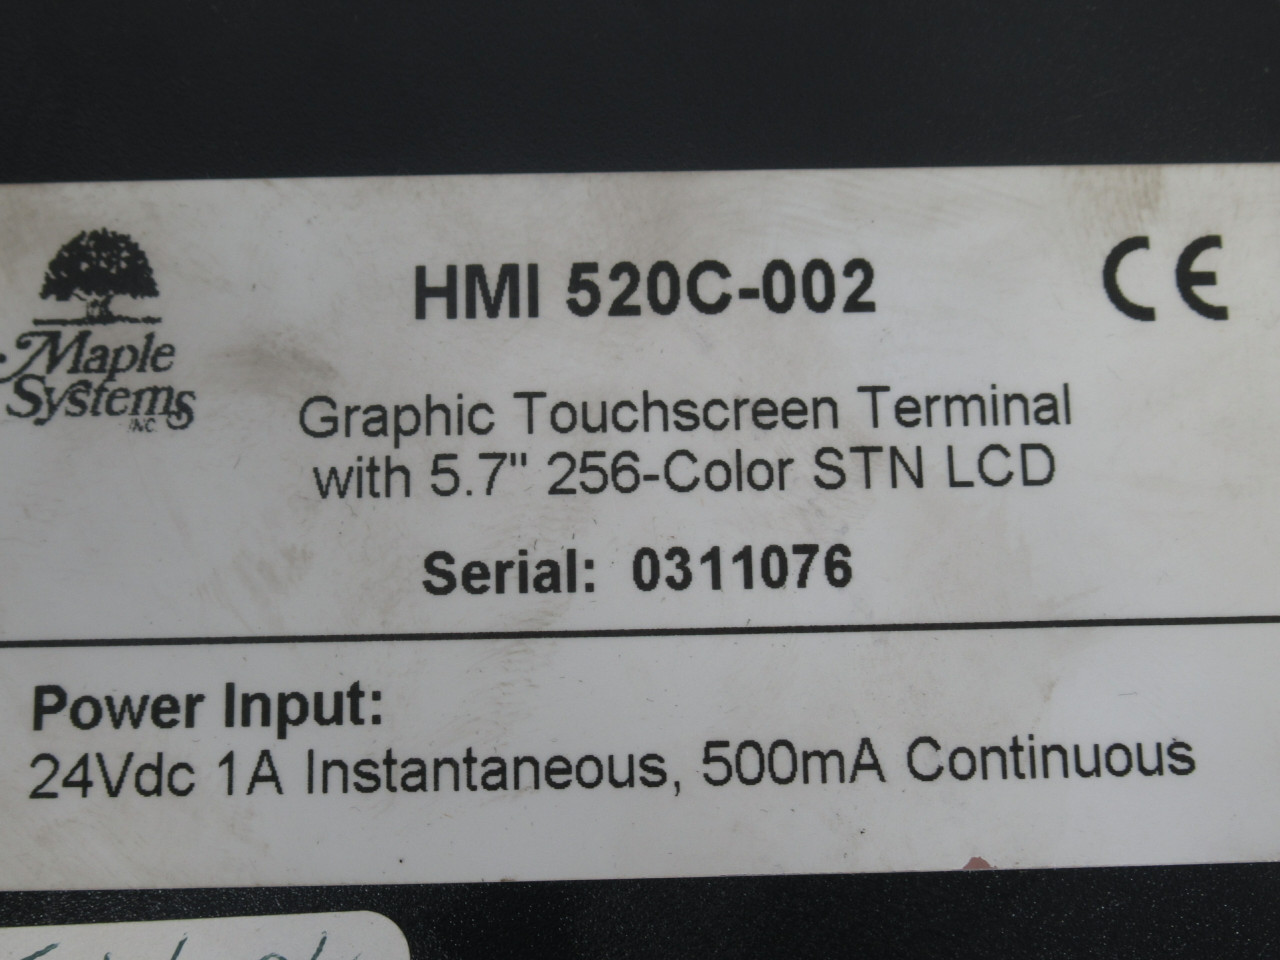 Maple
Systems
INC.
HMI 520C-002
CE
Graphic Touchscreen Terminal
with 5.7" 256-Color STN LCD
Serial: 0311076
Power Input:
24Vdc 1A Instantaneous, 500mA Continuous